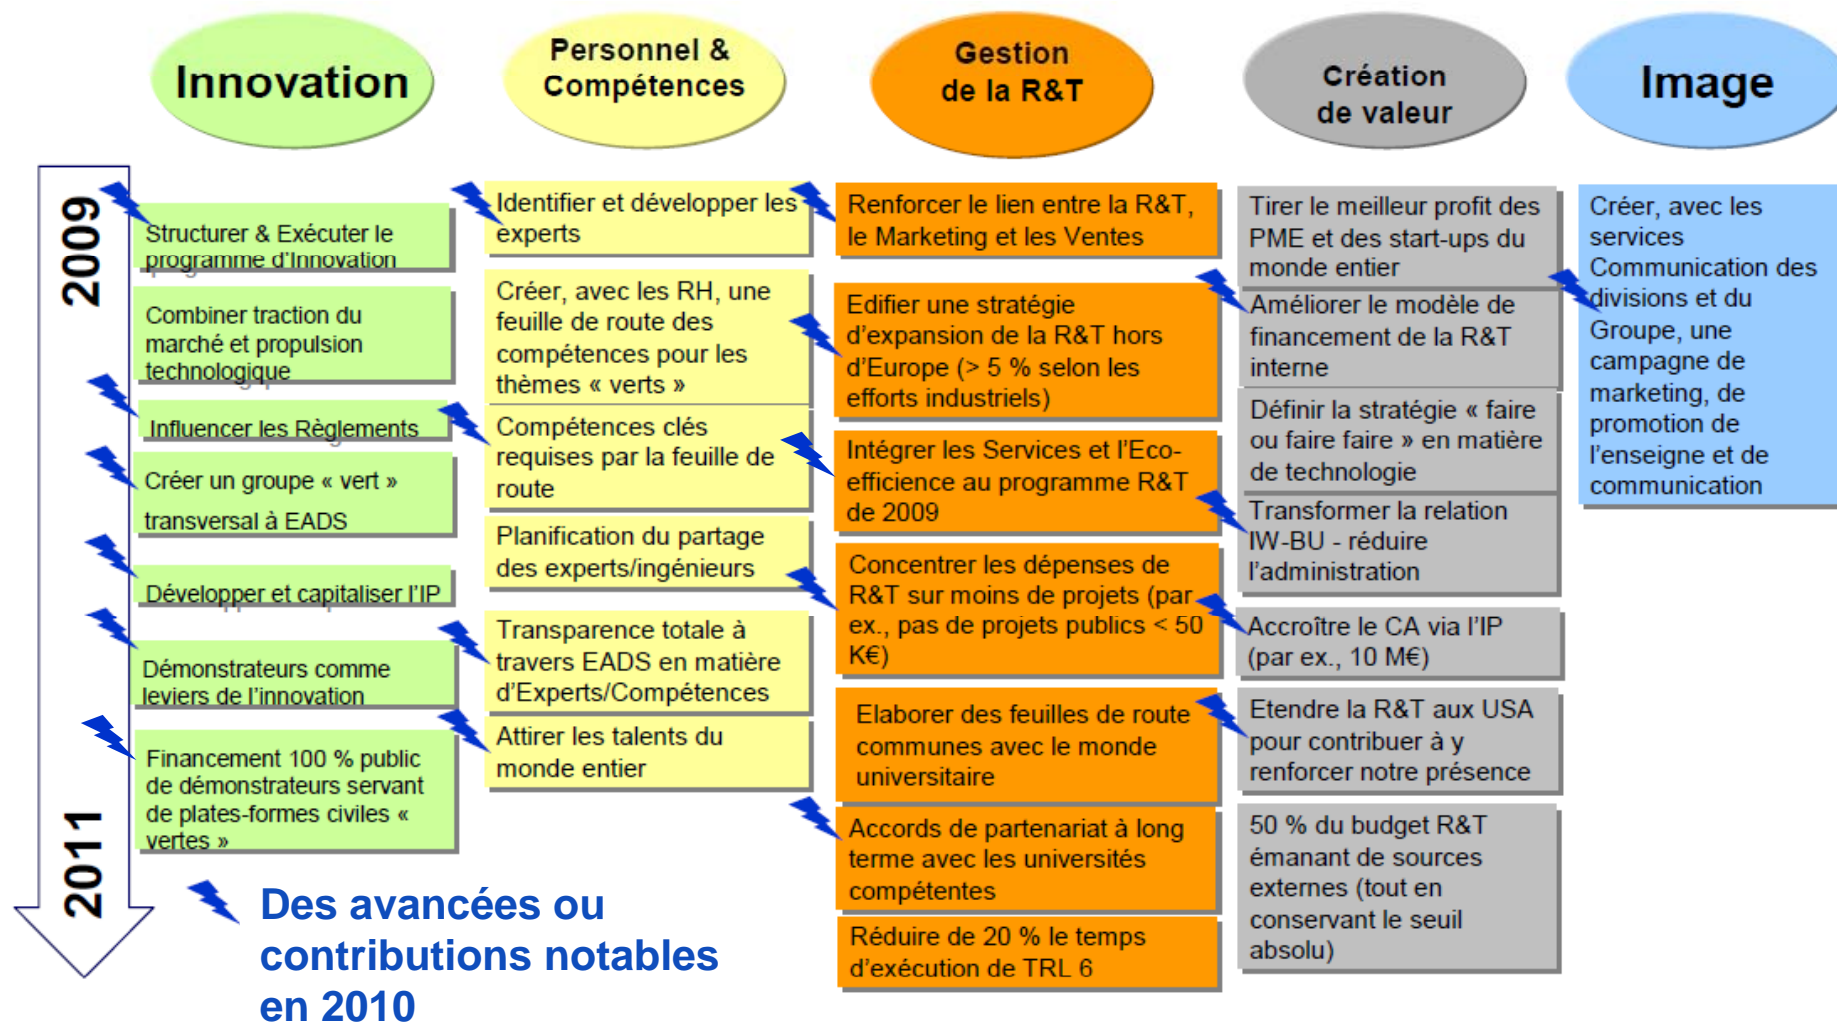 Innovation
Personnel &
Compétences
Gestion
de la R&T
Création
de valeur
Image
2009
2011
Structurer & Exécuter le
programme d'Innovation
Combiner traction du
marché et propulsion
technologique
Influencer les Règlements
Créer un groupe « vert »
transversal à EADS
Développer et capitaliser l'IP
Démonstrateurs comme
leviers de l'innovation
Financement 100 % public
de démonstrateurs servant
de plates-formes civiles «
vertes »
Identifier et développer les
experts
Créer, avec les RH, une
feuille de route des
compétences pour les
thèmes « verts »
Compétences clés
requises par la feuille de
route
Planification du partage
des experts/ingénieurs
Transparence totale à
travers EADS en matière
d'Experts/Compétences
Attirer les talents du
monde entier
Renforcer le lien entre la R&T,
le Marketing et les Ventes
Edifier une stratégie
d'expansion de la R&T hors
d'Europe (> 5 % selon les
efforts industriels)
Intégrer les Services et l'Eco-
efficience au programme R&T
de 2009
Concentrer les dépenses de
R&T sur moins de projets (par
ex., pas de projets publics < 50
K€)
Elaborer des feuilles de route
communes avec le monde
universitaire
Accords de partenariat à long
terme avec les universités
compétentes
Réduire de 20 % le temps
d'exécution de TRL 6
Tirer le meilleur profit des
PME et des start-ups du
monde entier
Améliorer le modèle de
financement de la R&T
interne
Définir la stratégie « faire
ou faire faire » en matière
de technologie
Transformer la relation
IW-BU - réduire
l'administration
Accroître le CA via l'IP
(par ex., 10 M€)
Etendre la R&T aux USA
pour contribuer à y
renforcer notre présence
50 % du budget R&T
émanant de sources
externes (tout en
conservant le seuil
absolu)
Créer, avec les
services
Communication des
divisions et du
Groupe, une
campagne de
marketing, de
promotion de
l'enseigne et de
communication
Des avancées ou
contributions notables
en 2010